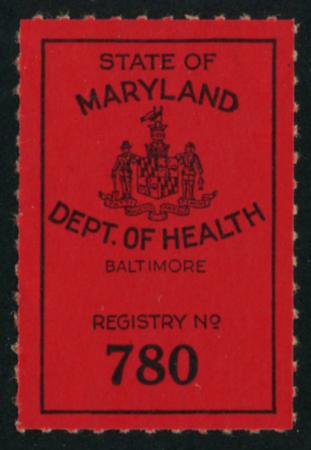 STATE OF
MARYLAND
DEPT. OF HEALTH
BALTIMORE
REGISTRY Nº
780